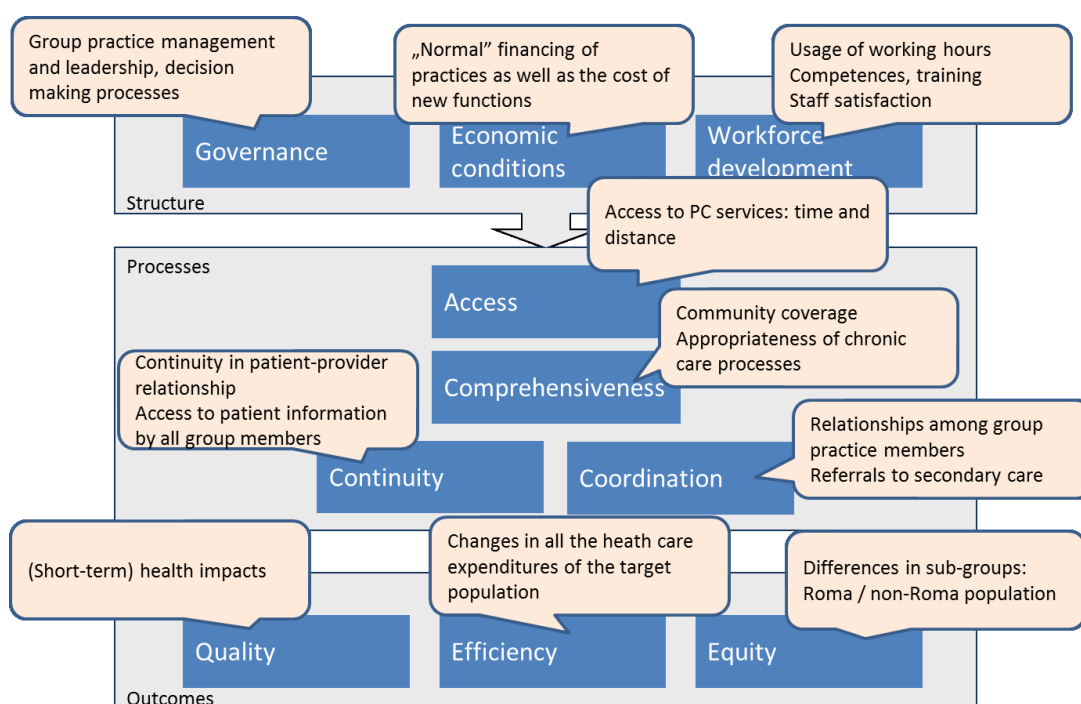 Group practice management
and leadership, decision
making processes
„Normal” financing of
practices as well as the cost of
new functions
Usage of working hours
Competences, training
Staff satisfaction
Governance
Economic
conditions
Workforce
development
Structure
Access to PC services: time and
distance
Processes
Access
Community coverage
Appropriateness of chronic
care processes
Comprehensiveness
Continuity in patient-provider
relationship
Access to patient information
by all group members
Relationships among group
practice members
Referrals to secondary care
Continuity
Coordination
(Short-term) health impacts
Changes in all the heath care
expenditures of the target
population
Differences in sub-groups:
Roma / non-Roma population
Quality
Efficiency
Equity
Outcomes